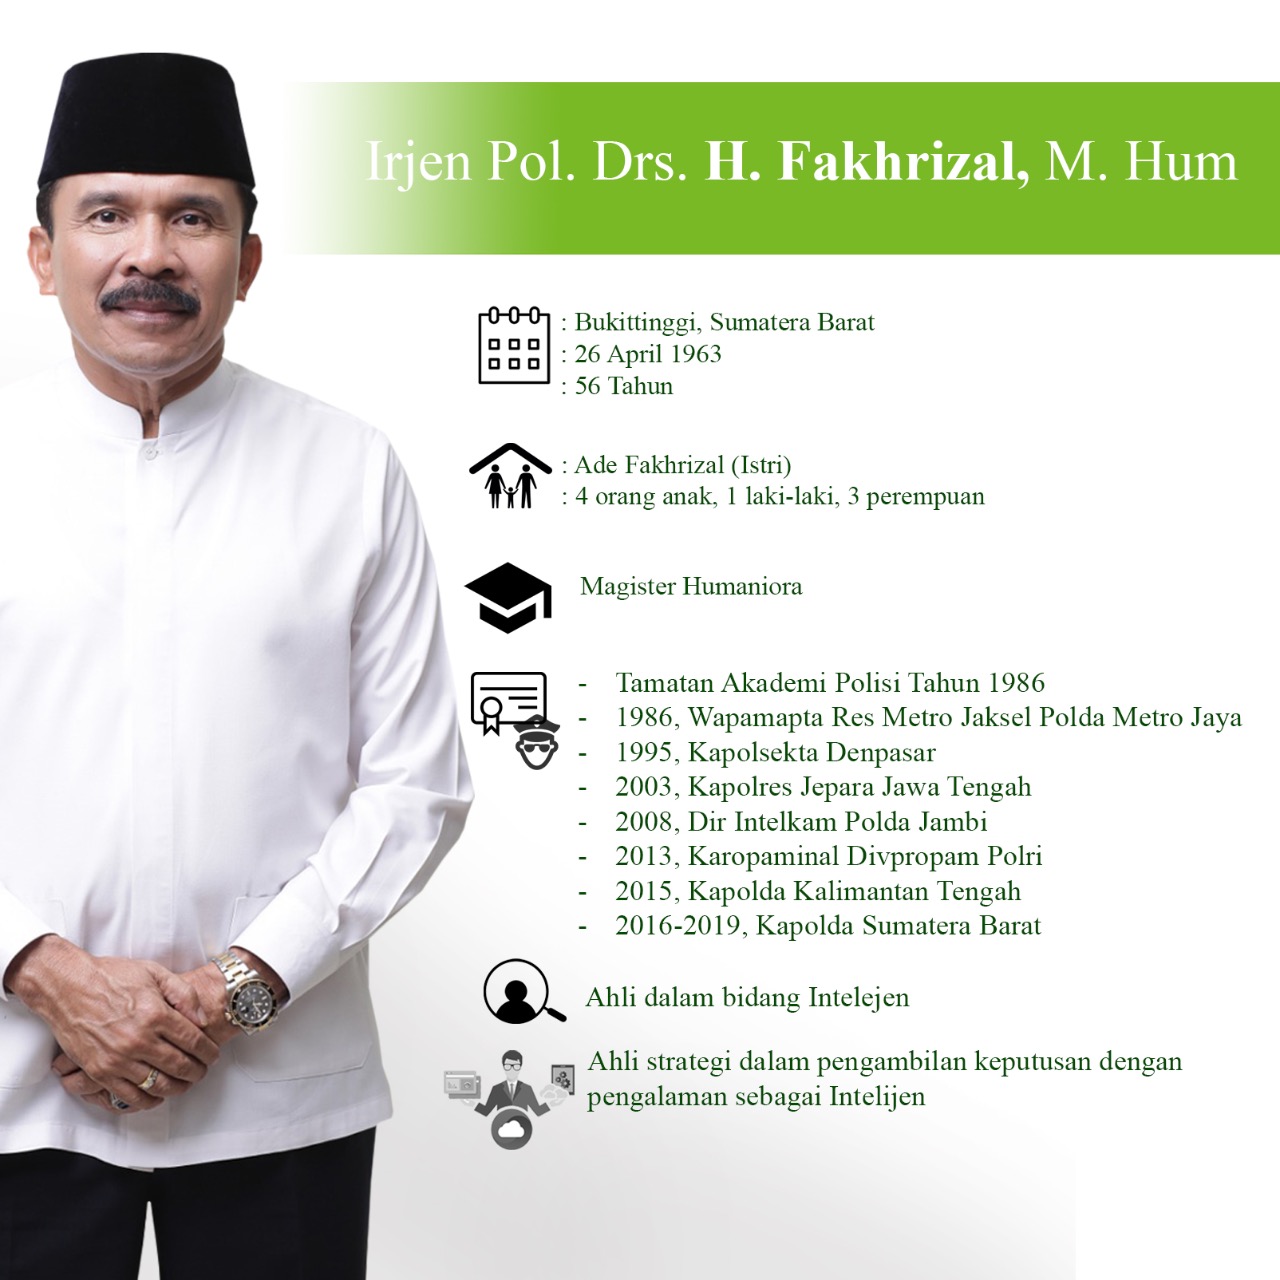 Irjen Pol. Drs. H. Fakhrizal, M. Hum
: Bukittinggi, Sumatera Barat
: 26 April 1963
: 56 Tahun
: Ade Fakhrizal (Istri)
: 4 orang anak, 1 laki-laki, 3 perempuan
Magister Humaniora
- Tamatan Akademi Polisi Tahun 1986
- 1986, Wapamapta Res Metro Jaksel Polda Metro Jaya
- 1995, Kapolsekta Denpasar
- 2003, Kapolres Jepara Jawa Tengah
- 2008, Dir Intelkam Polda Jambi
- 2013, Karopaminal Divpropam Polri
- 2015, Kapolda Kalimantan Tengah
- 2016-2019, Kapolda Sumatera Barat
Ahli dalam bidang Intelejen
Ahli strategi dalam pengambilan keputusan dengan
pengalaman sebagai Intelijen